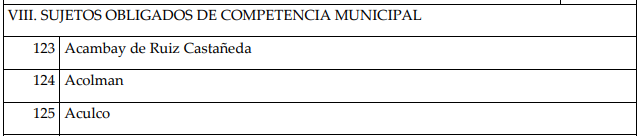 VIII. SUJETOS OBLIGADOS DE COMPETENCIA MUNICIPAL
123 Acambay de Ruiz Castañeda
124 Acolman
125 Aculco